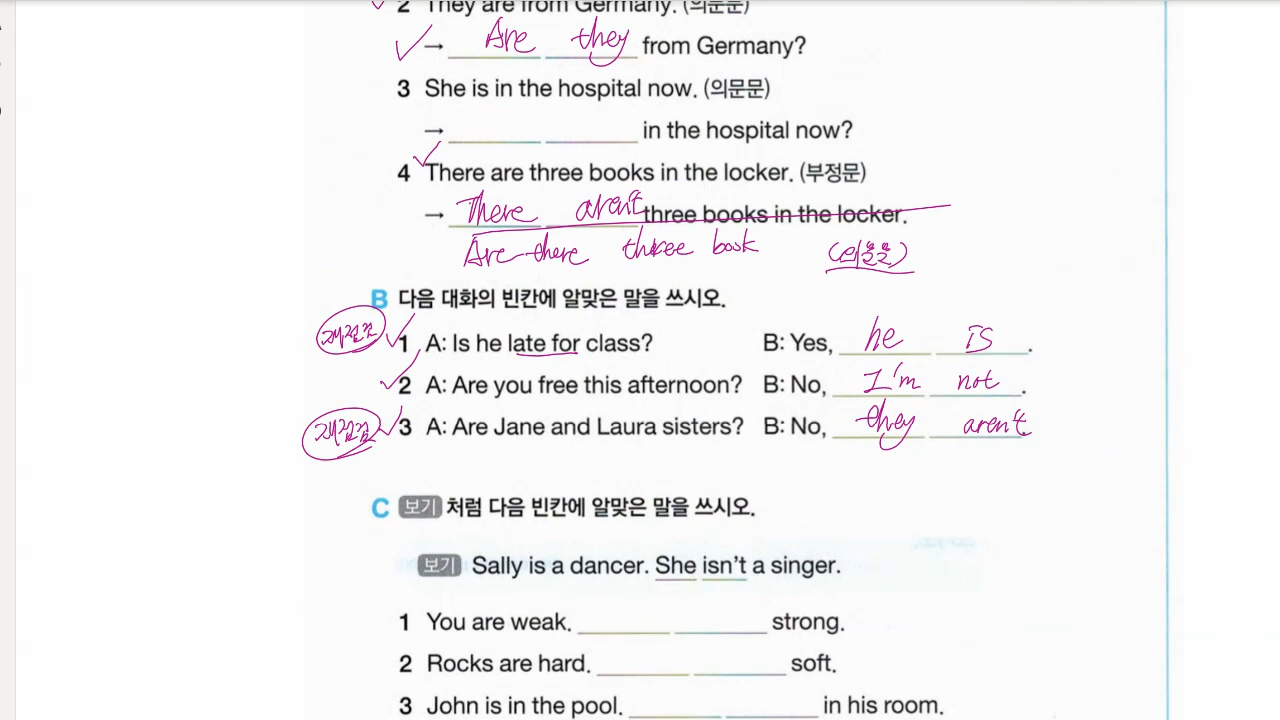 2 They are from Germany. (의문문)
→ Are they from Germany?
3 She is in the hospital now. (의문문)
→ in the hospital now?
4 There are three books in the locker. (부정문)
→ There aren't three books in the locker.
Are there three book (의문문)
B 다음 대화의 빈칸에 알맞은 말을 쓰시오.
재점검 1 A: Is he late for class? B: Yes, he is.
2 A: Are you free this afternoon? B: No, I'm not.
재점검 3 A: Are Jane and Laura sisters? B: No, they aren't.
C 보기 처럼 다음 빈칸에 알맞은 말을 쓰시오.
보기 Sally is a dancer. She isn't a singer.
1 You are weak. strong.
2 Rocks are hard. soft.
3 John is in the pool. in his room.